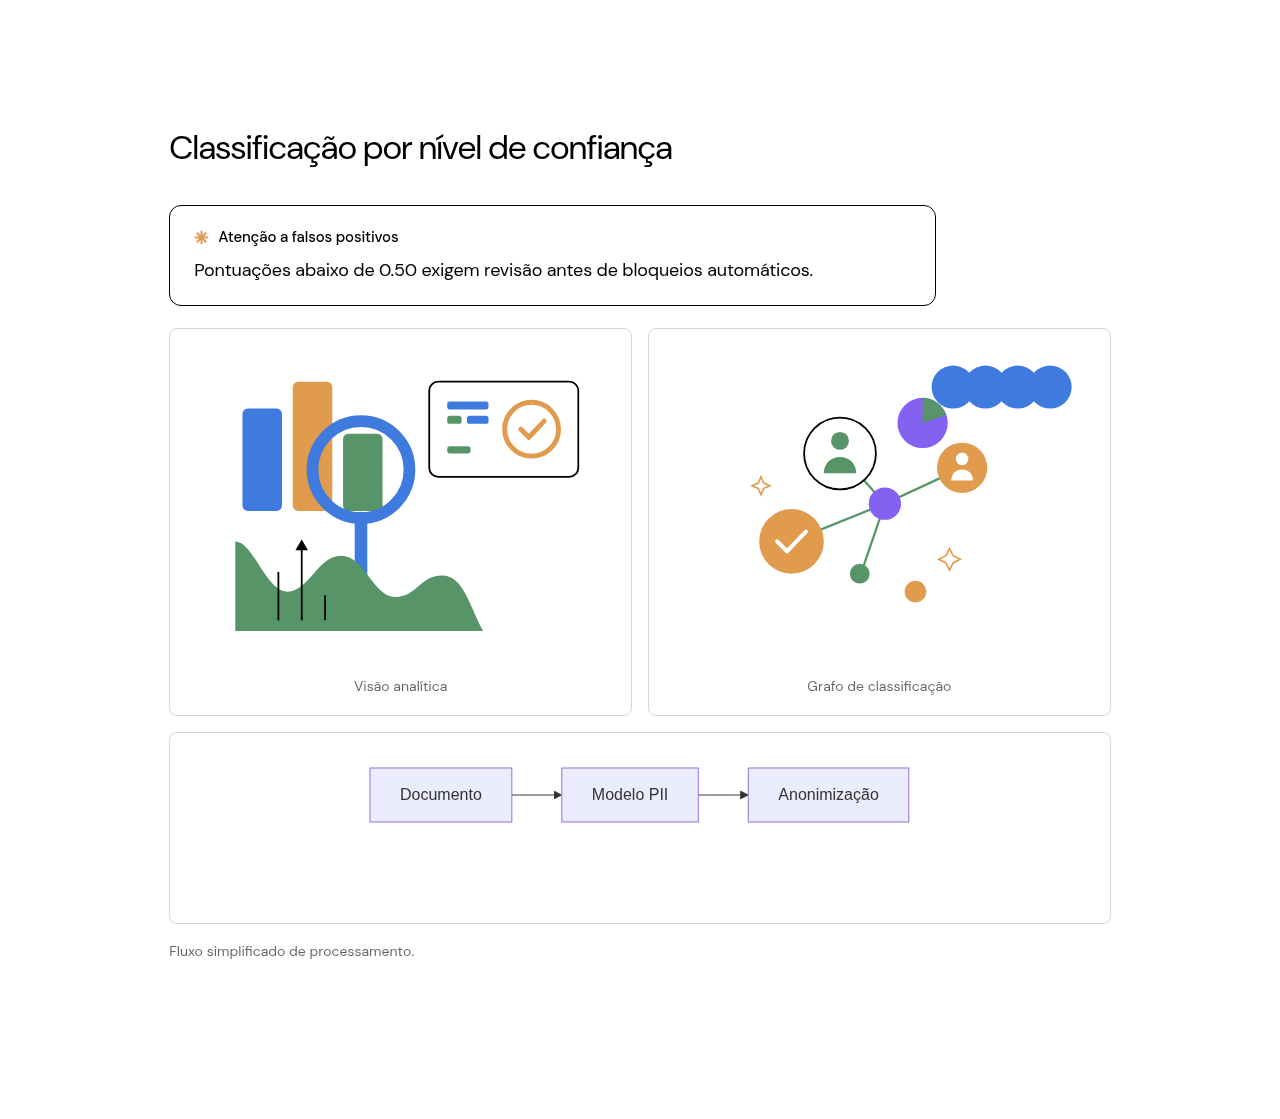 Classificação por nível de confiança
Atenção a falsos positivos
Pontuações abaixo de 0.50 exigem revisão antes de bloqueios automáticos.
Visão analítica
Grafo de classificação
Documento
Modelo PII
Anonimização
Fluxo simplificado de processamento.